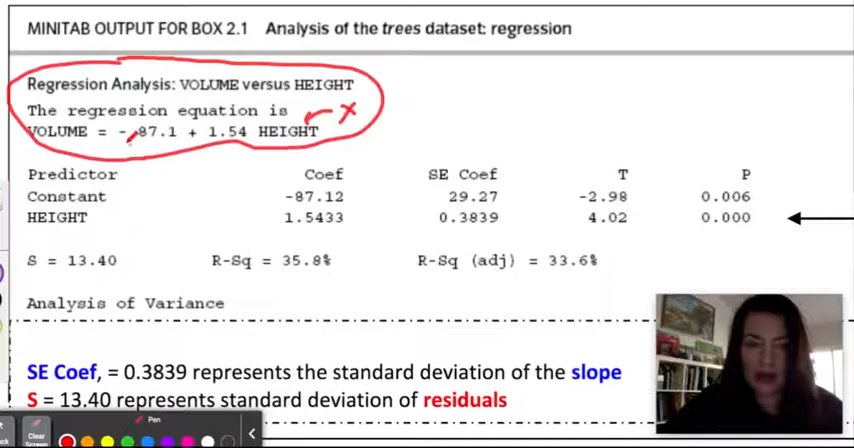 MINITAB OUTPUT FOR BOX 2.1 Analysis of the trees dataset: regression
Regression Analysis: VOLUME versus HEIGHT
The regression equation is
x
VOLUME = - 87.1 + 1.54 HEIGHT
Predictor Coef SE Coef T P
Constant -87.12 29.27 -2.98 0.006
HEIGHT 1.5433 0.3839 4.02 0.000
S = 13.40 R-Sq = 35.8% R-Sq (adj) = 33.6%
Analysis of Variance
SE Coef, = 0.3839 represents the standard deviation of the slope
S = 13.40 represents standard deviation of residuals
Pen
Clear
Screen